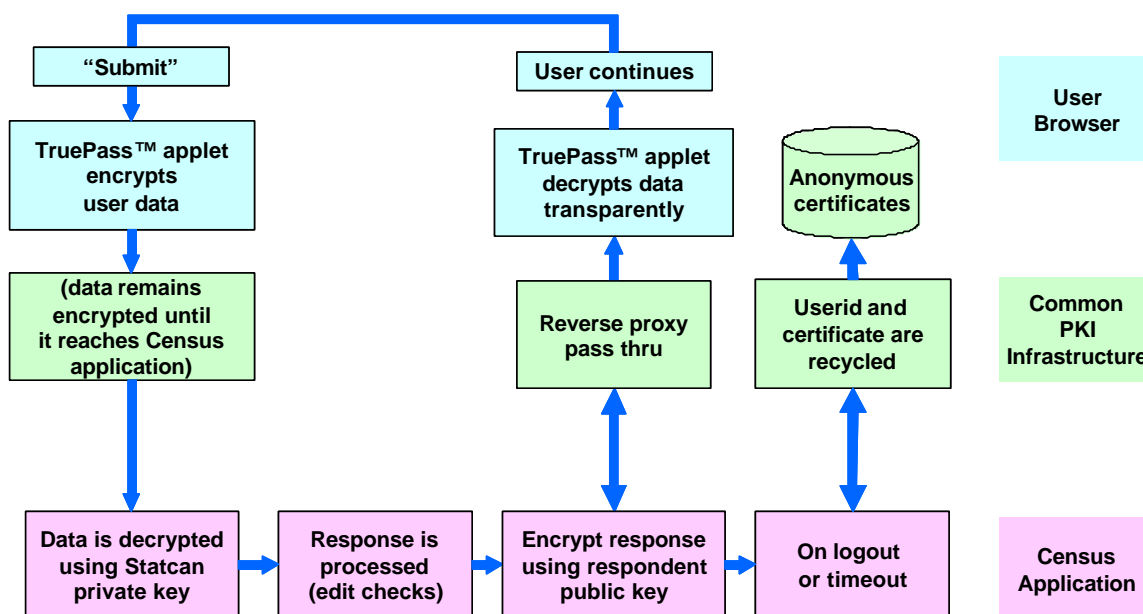 “Submit”
User continues
User
Browser
TruePass™ applet
encrypts
user data
TruePass™ applet
decrypts data
transparently
Anonymous
certificates
(data remains
encrypted until
it reaches Census
application)
Reverse proxy
pass thru
Userid and
certificate are
recycled
Common
PKI
Infrastructure
Data is decrypted
using Statcan
private key
Response is
processed
(edit checks)
Encrypt response
using respondent
public key
On logout
or timeout
Census
Application